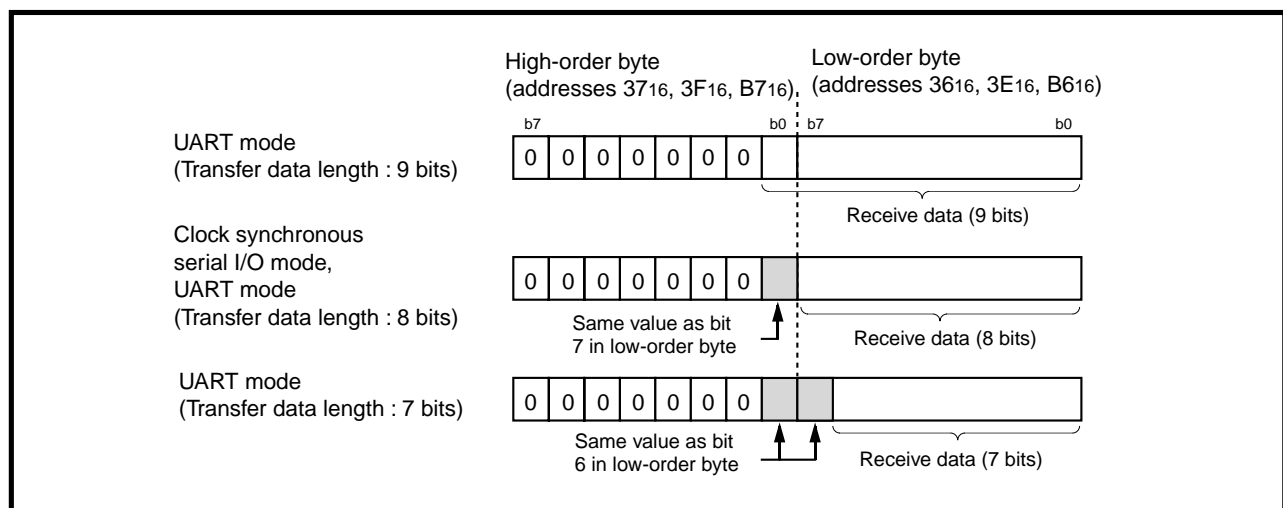 High-order byte
(addresses 3716, 3F16, B716)
Low-order byte
(addresses 3616, 3E16, B616)
b7 b0 b7 b0
UART mode
(Transfer data length : 9 bits)
0 0 0 0 0 0 0
Receive data (9 bits)
Clock synchronous
serial I/O mode,
UART mode
(Transfer data length : 8 bits)
0 0 0 0 0 0 0
Same value as bit
7 in low-order byte
Receive data (8 bits)
UART mode
(Transfer data length : 7 bits)
0 0 0 0 0 0 0
Same value as bit
6 in low-order byte
Receive data (7 bits)